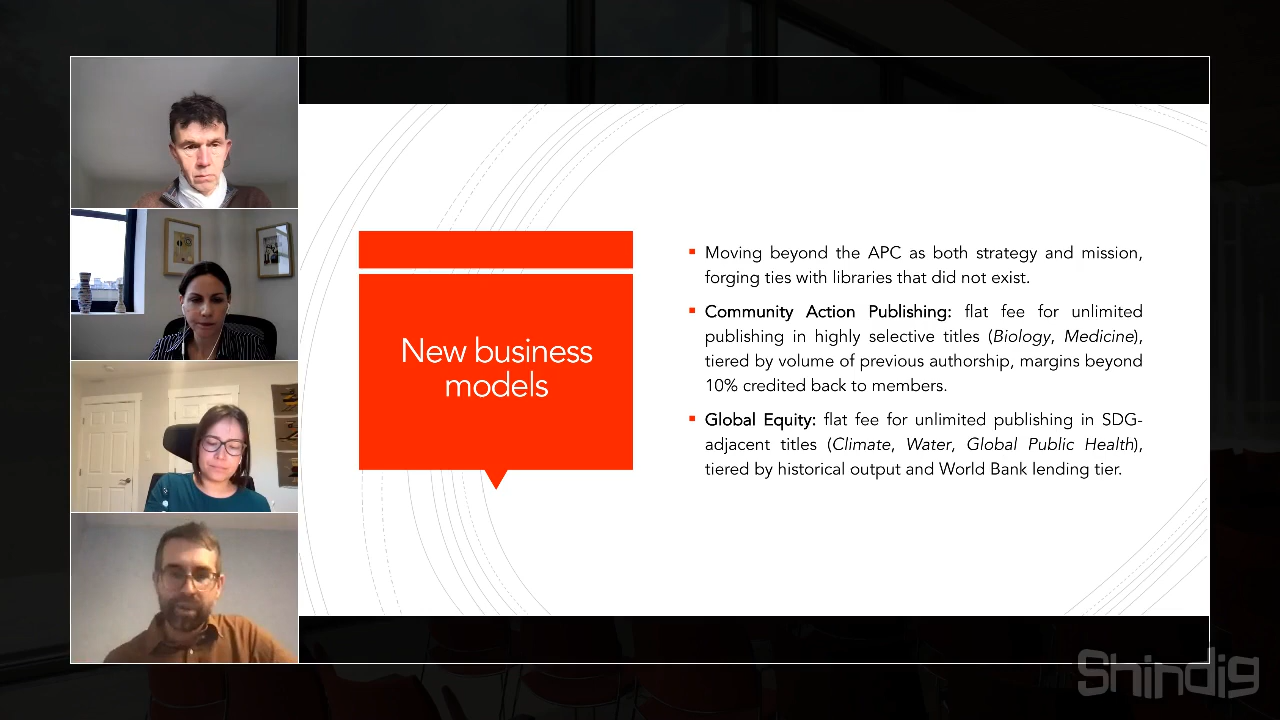 New business
models
▪ Moving beyond the APC as both strategy and mission,
forging ties with libraries that did not exist.
▪ Community Action Publishing: flat fee for unlimited
publishing in highly selective titles (Biology, Medicine),
tiered by volume of previous authorship, margins beyond
10% credited back to members.
▪ Global Equity: flat fee for unlimited publishing in SDG-
adjacent titles (Climate, Water, Global Public Health),
tiered by historical output and World Bank lending tier.
Shindig